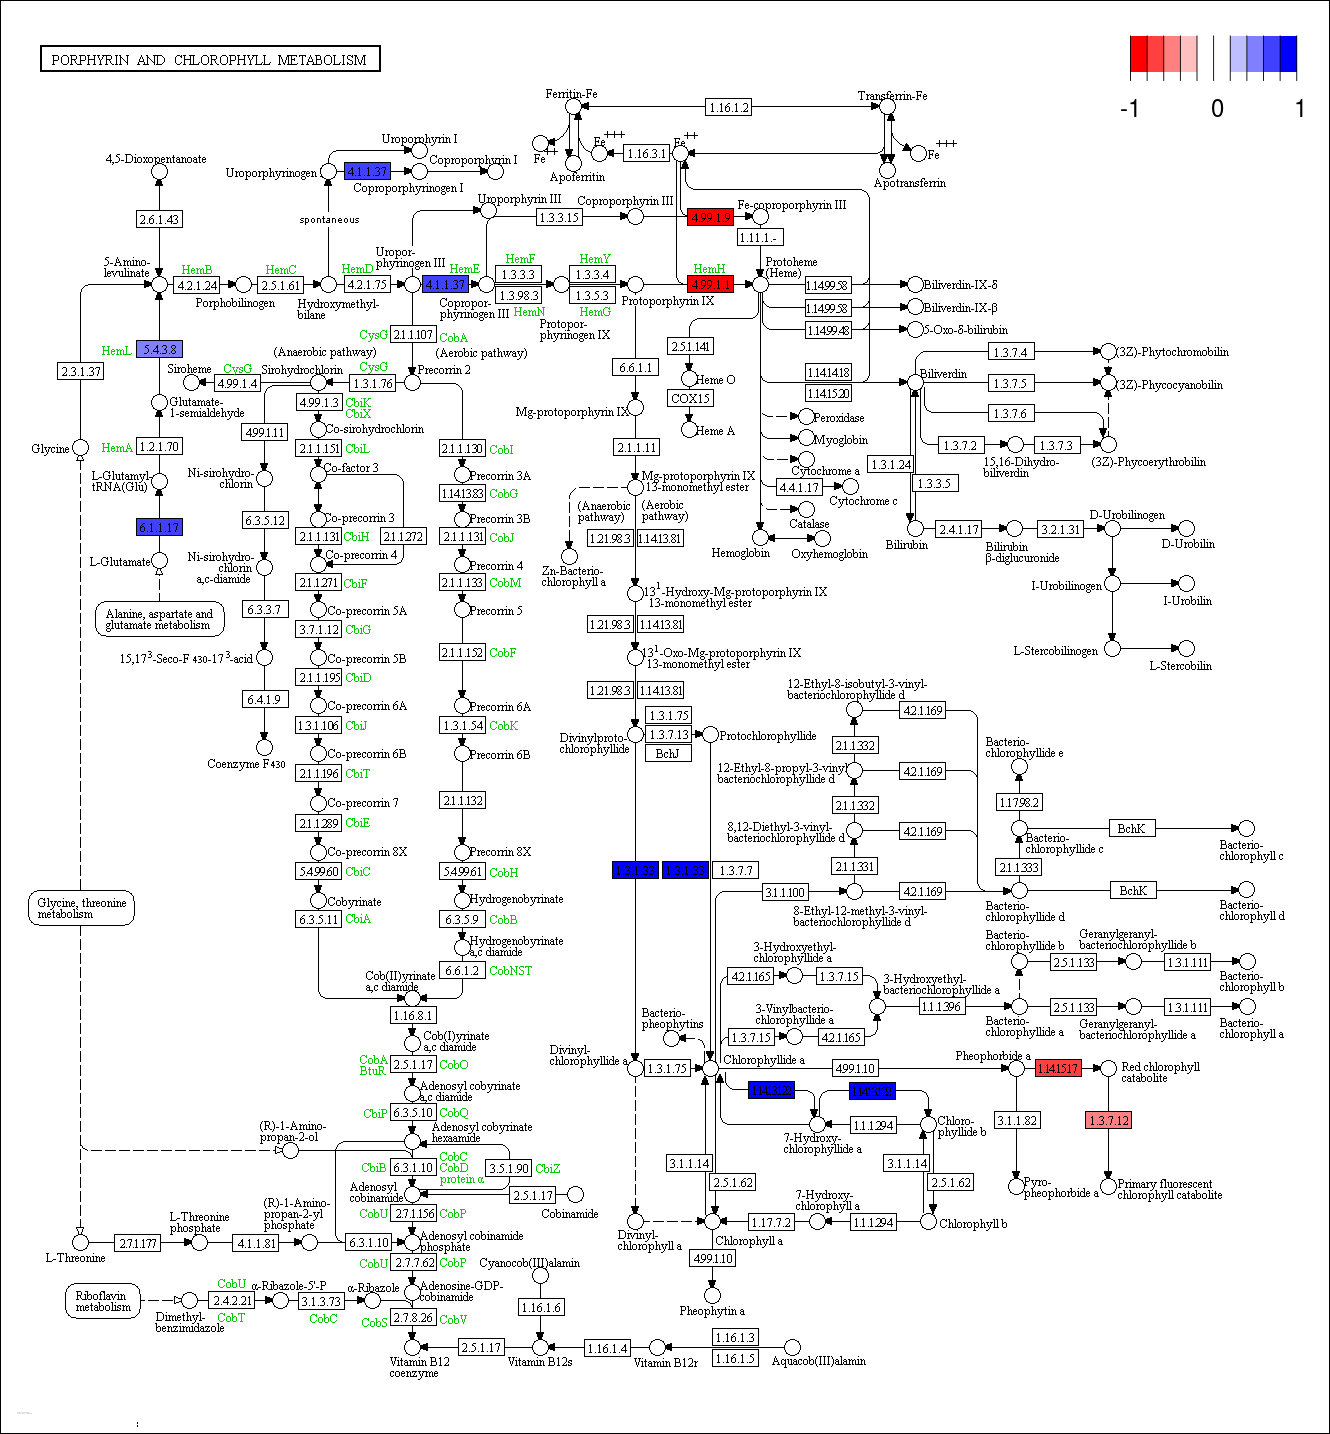 PORPHYRIN AND CHLOROPHYLL METABOLISM
-1 0 1
Ferritin-Fe
1.16.1.2
Transferrin-Fe
Fe +++
Fe ++
1.16.3.1
Fe ++
Fe +++
Apoferritin
Apotransferrin
Uroporphyrin I
4,5-Dioxopentanoate
Uroporphyrinogen I
4.1.1.37
Coproporphyrin I
Coproporphyrinogen I
2.6.1.43
spontaneous
Uroporphyrin III
1.3.3.15
Coproporphyrin III
4.99.1.9
Fe-coproporphyrin III
1.11.1.-
5-Amino-
levulinate
HemB
4.2.1.24
Porphobilinogen
HemC
2.5.1.61
Hydroxymethyl-
bilane
HemD
4.2.1.75
Uropor-
phyrinogen III
HemE
4.1.1.37
Copropor-
phyrinogen III
HemF
1.3.3.3
1.3.98.3
HemN
Protopor-
phyrinogen IX
HemY
1.3.3.4
1.3.5.3
HemG
Protoporphyrin IX
HemH
4.99.1.1
Protoheme
(Heme)
1.14.99.58
Biliverdin-IX-δ
1.14.99.58
Biliverdin-IX-β
1.14.99.48
5-Oxo-δ-bilirubin
CysG
2.1.1.107
CobA
(Anaerobic pathway)
(Aerobic pathway)
HemL
5.4.3.8
2.3.1.37
Siroheme
CysG
4.99.1.4
Sirohydrochlorin
CysG
1.3.1.76
Precorrin 2
2.5.1.141
Heme O
COX15
Heme A
6.6.1.1
Mg-protoporphyrin IX
2.1.1.11
1.14.14.18
1.14.15.20
Biliverdin
1.3.7.4
(3Z)-Phytochromobilin
1.3.7.5
(3Z)-Phycocyanobilin
1.3.7.6
1.3.7.2
15,16-Dihydro-
biliverdin
1.3.7.3
(3Z)-Phycoerythrobilin
1.3.1.24
1.3.3.5
Peroxidase
Myoglobin
Cytochrome a
4.4.1.17
Cytochrome c
Catalase
Hemoglobin
Oxyhemoglobin
Bilirubin
2.4.1.17
Bilirubin
β-diglucuronide
3.2.1.31
D-Urobilinogen
D-Urobilin
I-Urobilinogen
I-Urobilin
L-Stercobilinogen
L-Stercobilin
Glutamate-
1-semialdehyde
Glycine
HemA
1.2.1.70
L-Glutamyl-
tRNA(Glu)
6.1.1.17
L-Glutamate
Alanine, aspartate and
glutamate metabolism
4.99.1.11
Ni-sirohydro-
chlorin
6.3.5.12
Ni-sirohydro-
chlorin
a,c-diamide
6.3.3.7
15,17³-Seco-F 430-17³-acid
6.4.1.9
Coenzyme F430
4.99.1.3
CbiK
CbiX
Co-sirohydrochlorin
2.1.1.151
CbiL
Co-factor 3
Co-precorrin 3
2.1.1.131
CbiH
2.1.1.272
Co-precorrin 4
2.1.1.271
CbiF
Co-precorrin 5A
3.7.1.12
CbiG
Co-precorrin 5B
2.1.1.195
CbiD
Co-precorrin 6A
1.3.1.106
CbiJ
Co-precorrin 6B
2.1.1.196
CbiT
Co-precorrin 7
2.1.1.289
CbiE
Co-precorrin 8X
5.4.99.60
CbiC
Cobyrinate
6.3.5.11
CbiA
2.1.1.130
CobI
Precorrin 3A
1.14.13.83
CobG
Precorrin 3B
2.1.1.131
CobJ
Precorrin 4
2.1.1.133
CobM
Precorrin 5
2.1.1.152
CobF
Precorrin 6A
1.3.1.54
CobK
Precorrin 6B
2.1.1.132
Precorrin 8X
5.4.99.61
CobH
Hydrogenobyrinate
6.3.5.9
CobB
Hydrogenobyrinate
a,c diamide
6.6.1.2
CobNST
Mg-protoporphyrin IX
13-monomethyl ester
(Anaerobic
pathway)
(Aerobic
pathway)
1.21.98.3
1.14.13.81
Zn-Bacterio-
chlorophyll a
13¹-Hydroxy-Mg-protoporphyrin IX
13-monomethyl ester
1.21.98.3
1.14.13.81
13¹-Oxo-Mg-protoporphyrin IX
13-monomethyl ester
1.21.98.3
1.14.13.81
Divinylproto-
chlorophyllide
1.3.1.75
1.3.7.13
BchJ
Protochlorophyllide
1.3.1.33
1.3.1.33
1.3.7.7
12-Ethyl-8-isobutyl-3-vinyl-
bacteriochlorophyllide d
4.2.1.169
2.1.1.332
12-Ethyl-8-propyl-3-vinyl
bacteriochlorophyllide d
4.2.1.169
2.1.1.332
8,12-Diethyl-3-vinyl-
bacteriochlorophyllide d
4.2.1.169
2.1.1.331
3.1.1.100
4.2.1.169
8-Ethyl-12-methyl-3-vinyl-
bacteriochlorophyllide d
Bacterio-
chlorophyllide e
1.17.98.2
Bacterio-
chlorophyllide c
BchK
Bacterio-
chlorophyll c
2.1.1.333
Bacterio-
chlorophyllide d
BchK
Bacterio-
chlorophyll d
Glycine, threonine
metabolism
Cob(II)yrinate
a,c diamide
1.16.8.1
Cob(I)yrinate
a,c diamide
CobA
BtuR
2.5.1.17
CobO
Adenosyl cobyrinate
a,c diamide
CbiP
6.3.5.10
CobQ
Adenosyl cobyrinate
hexaamide
CbiB
6.3.1.10
CobC
CobD
protein α
3.5.1.90
CbiZ
Adenosyl
cobinamide
2.5.1.17
Cobinamide
CobU
2.7.1.156
CobP
(R)-1-Amino-
propan-2-ol
(R)-1-Amino-
propan-2-yl
phosphate
L-Threonine
2.7.1.177
L-Threonine
phosphate
4.1.1.81
6.3.1.10
Adenosyl cobinamide
phosphate
CobU
2.7.7.62
CobP
Adenosine-GDP-
cobinamide
Riboflavin
metabolism
Dimethyl-
benzimidazole
CobU
2.4.2.21
CobT
α-Ribazole-5'-P
3.1.3.73
CobC
α-Ribazole
CobS
2.7.8.26
CobV
Vitamin B12
coenzyme
2.5.1.17
Cyanocob(III)alamin
1.16.1.6
Vitamin B12s
1.16.1.4
Vitamin B12r
1.16.1.3
1.16.1.5
Aquacob(III)alamin
3-Hydroxyethyl-
chlorophyllide a
4.2.1.165
1.3.7.15
3-Hydroxyethyl-
bacteriochlorophyllide a
1.1.1.396
3-Vinylbacterio-
chlorophyllide a
1.3.7.15
4.2.1.165
Bacterio-
chlorophyllide b
2.5.1.133
Geranylgeranyl-
bacteriochlorophyllide b
1.3.1.111
Bacterio-
chlorophyll b
Bacterio-
chlorophyllide a
2.5.1.133
Geranylgeranyl-
bacteriochlorophyllide a
1.3.1.111
Bacterio-
chlorophyll a
Bacterio-
pheophytins
Divinyl-
chlorophyllide a
1.3.1.75
Chlorophyllide a
4.99.1.10
Pheophorbide a
1.14.15.17
Red chlorophyll
catabolite
3.1.1.82
1.3.7.12
Pyro-
pheophorbide a
Primary fluorescent
chlorophyll catabolite
7-Hydroxy-
chlorophyllide a
1.1.1.294
Chloro-
phyllide b
3.1.1.14
2.5.1.62
3.1.1.14
2.5.1.62
Divinyl-
chlorophyll a
Chlorophyll a
1.17.7.2
7-Hydroxy-
chlorophyll a
1.1.1.294
Chlorophyll b
4.99.1.10
Pheophytin a